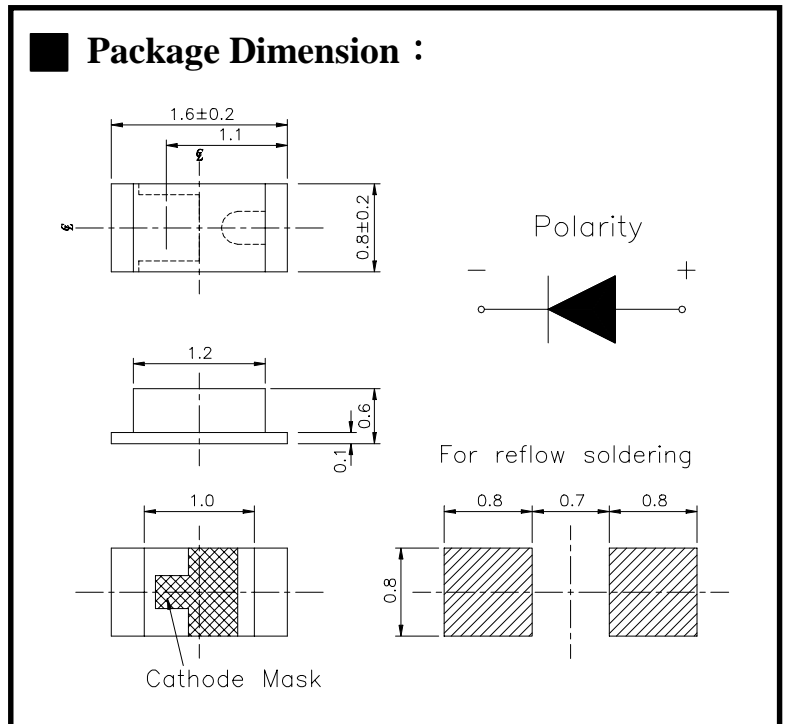 Package Dimension：
1.6±0.2
1.1
℄
℄
0.8±0.2
Polarity
− +
1.2
0.6
0.1
For reflow soldering
1.0
0.8 0.7 0.8
0.8
Cathode Mask